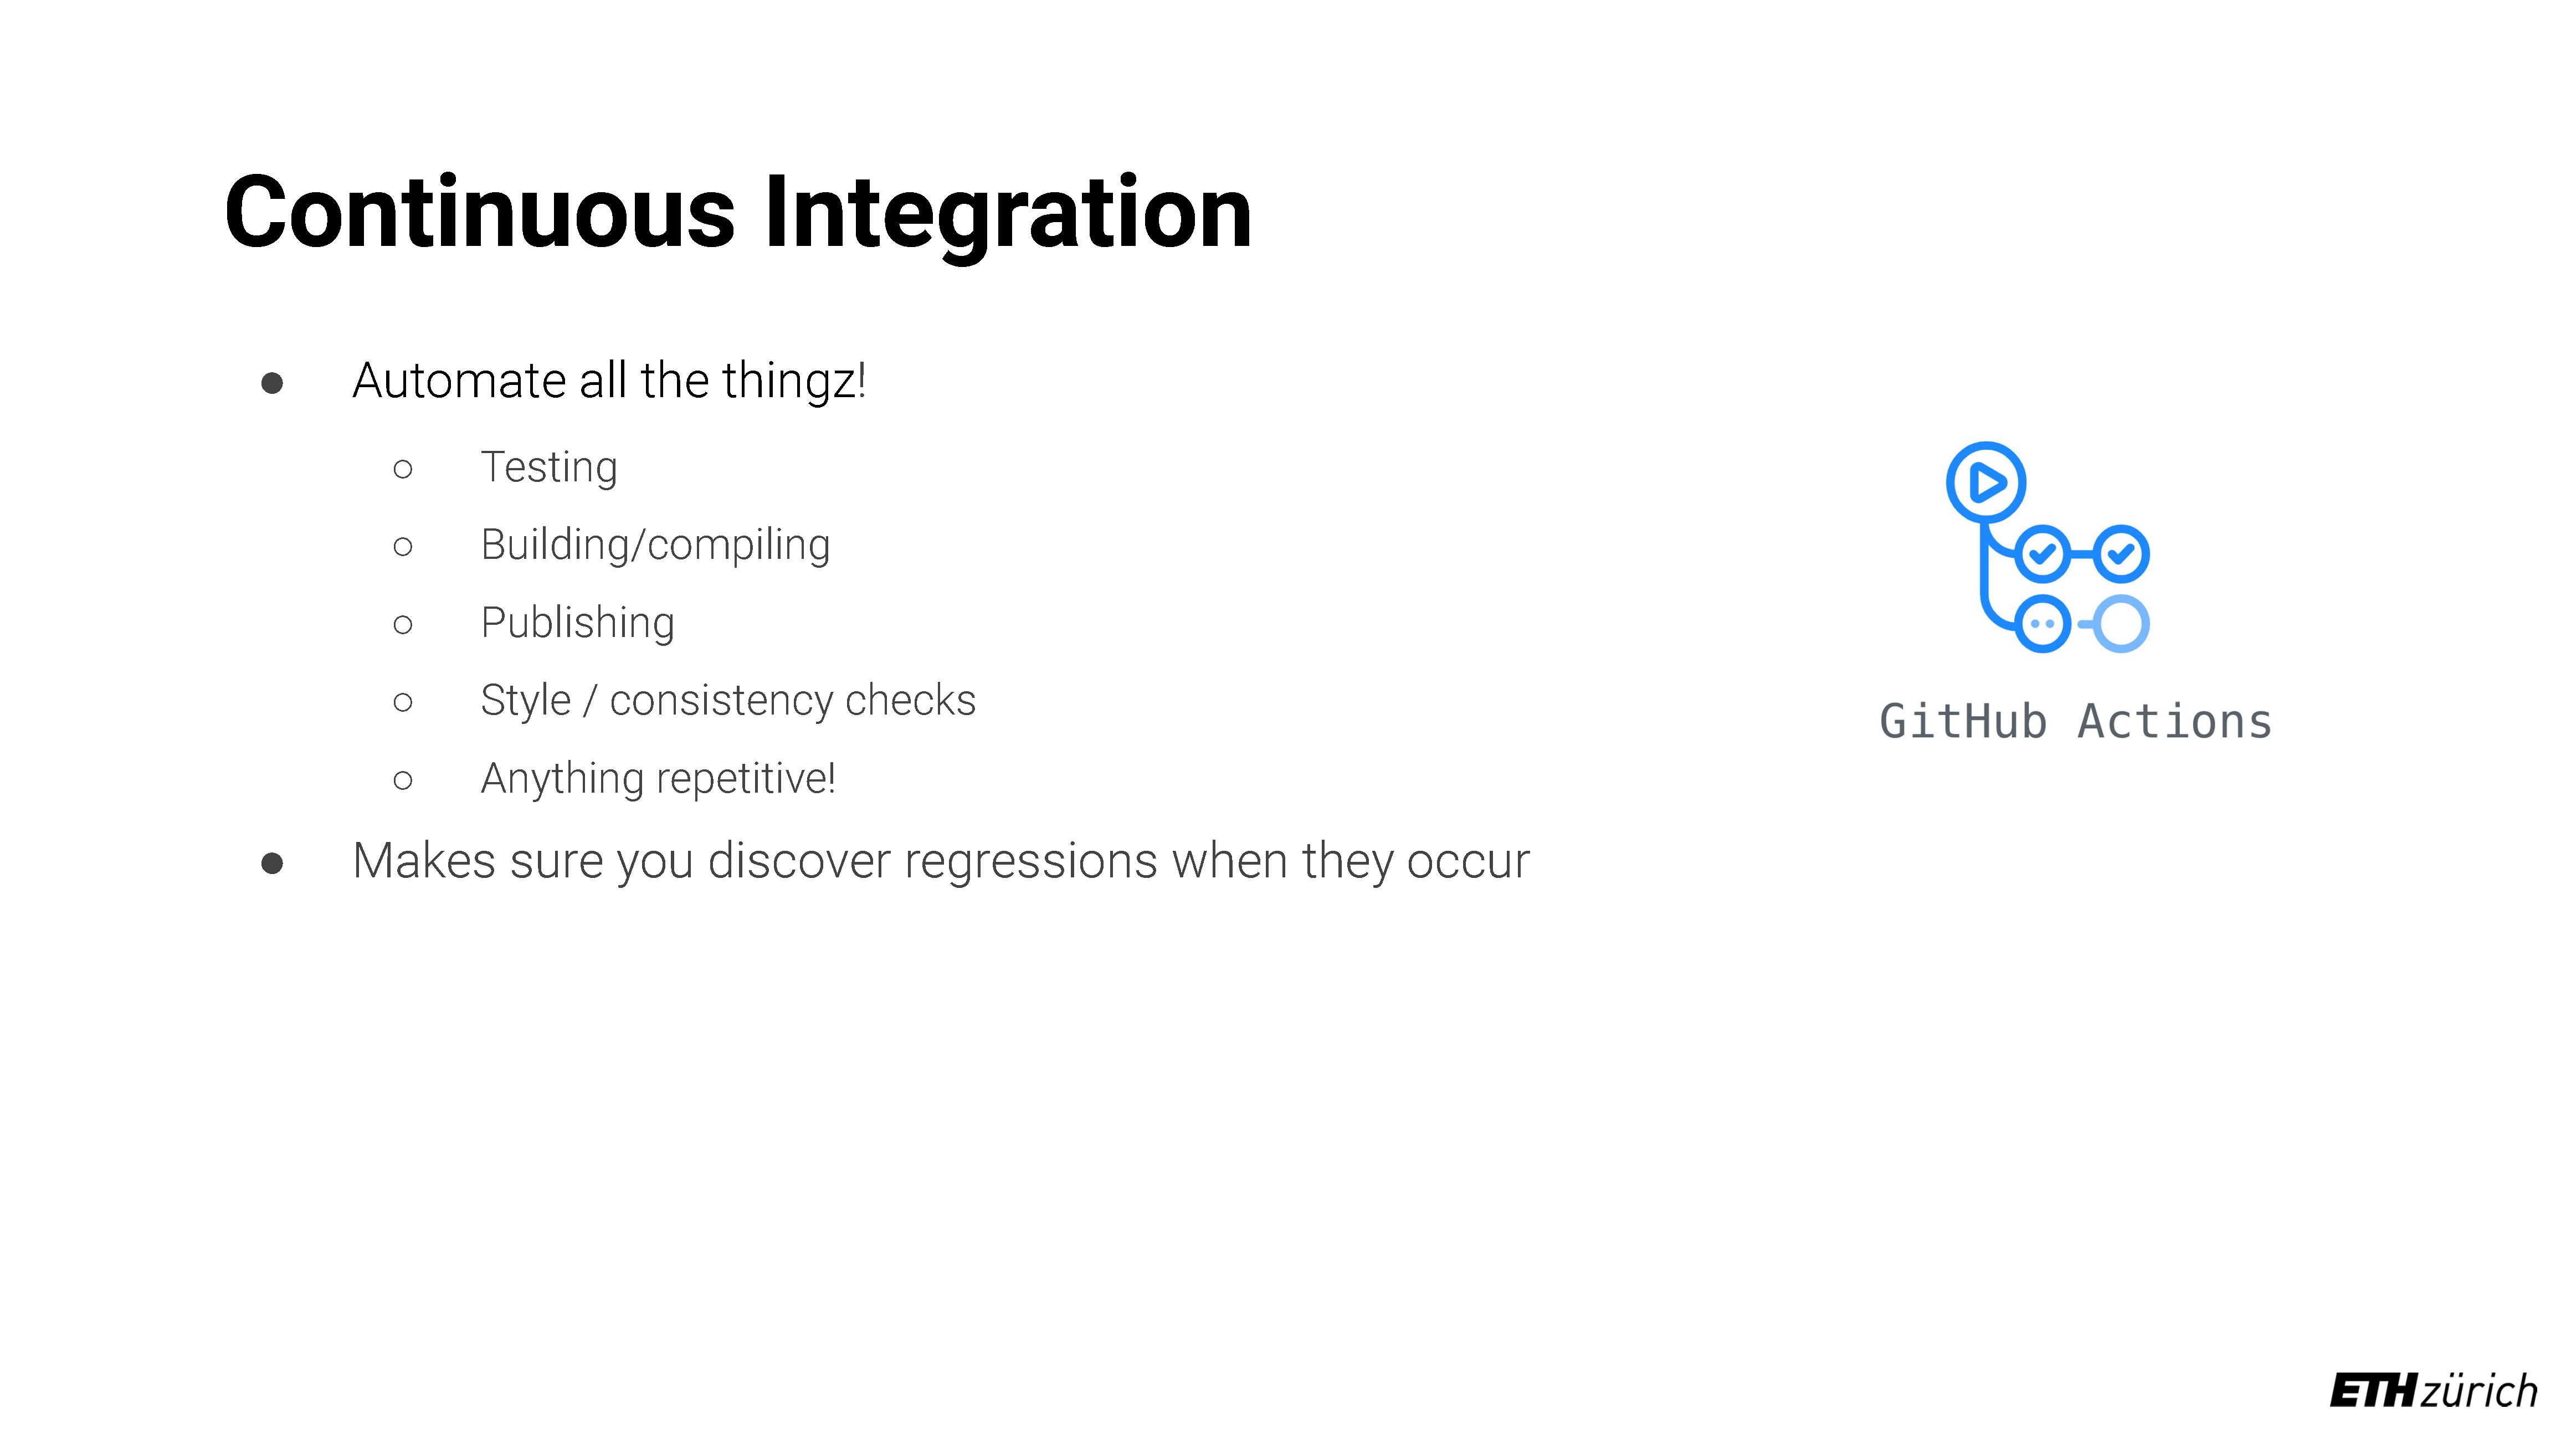 Continuous Integration
● Automate all the thingz!
○ Testing
○ Building/compiling
○ Publishing
○ Style / consistency checks
○ Anything repetitive!
● Makes sure you discover regressions when they occur
GitHub Actions
ETH zürich